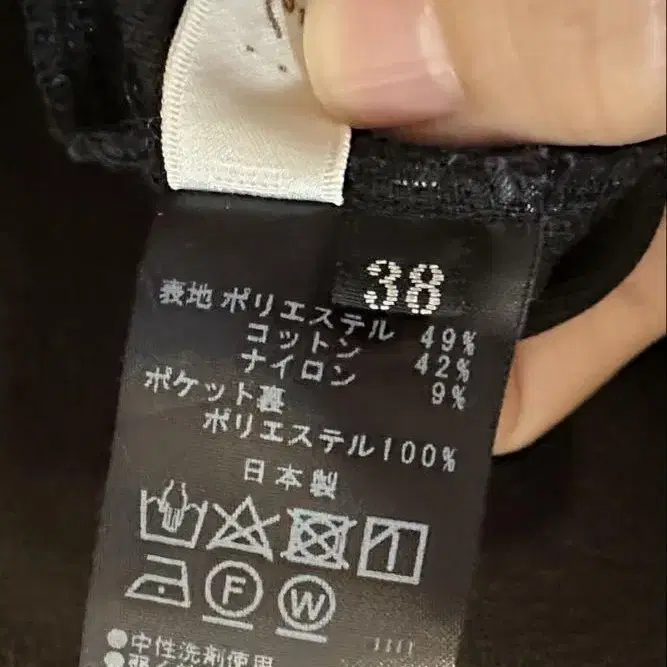 38
表地 ポリエステル 49%
コットン 42%
ナイロン 9%
ポケット裏
ポリエステル100%
日本製
F W
●中性洗剤使用